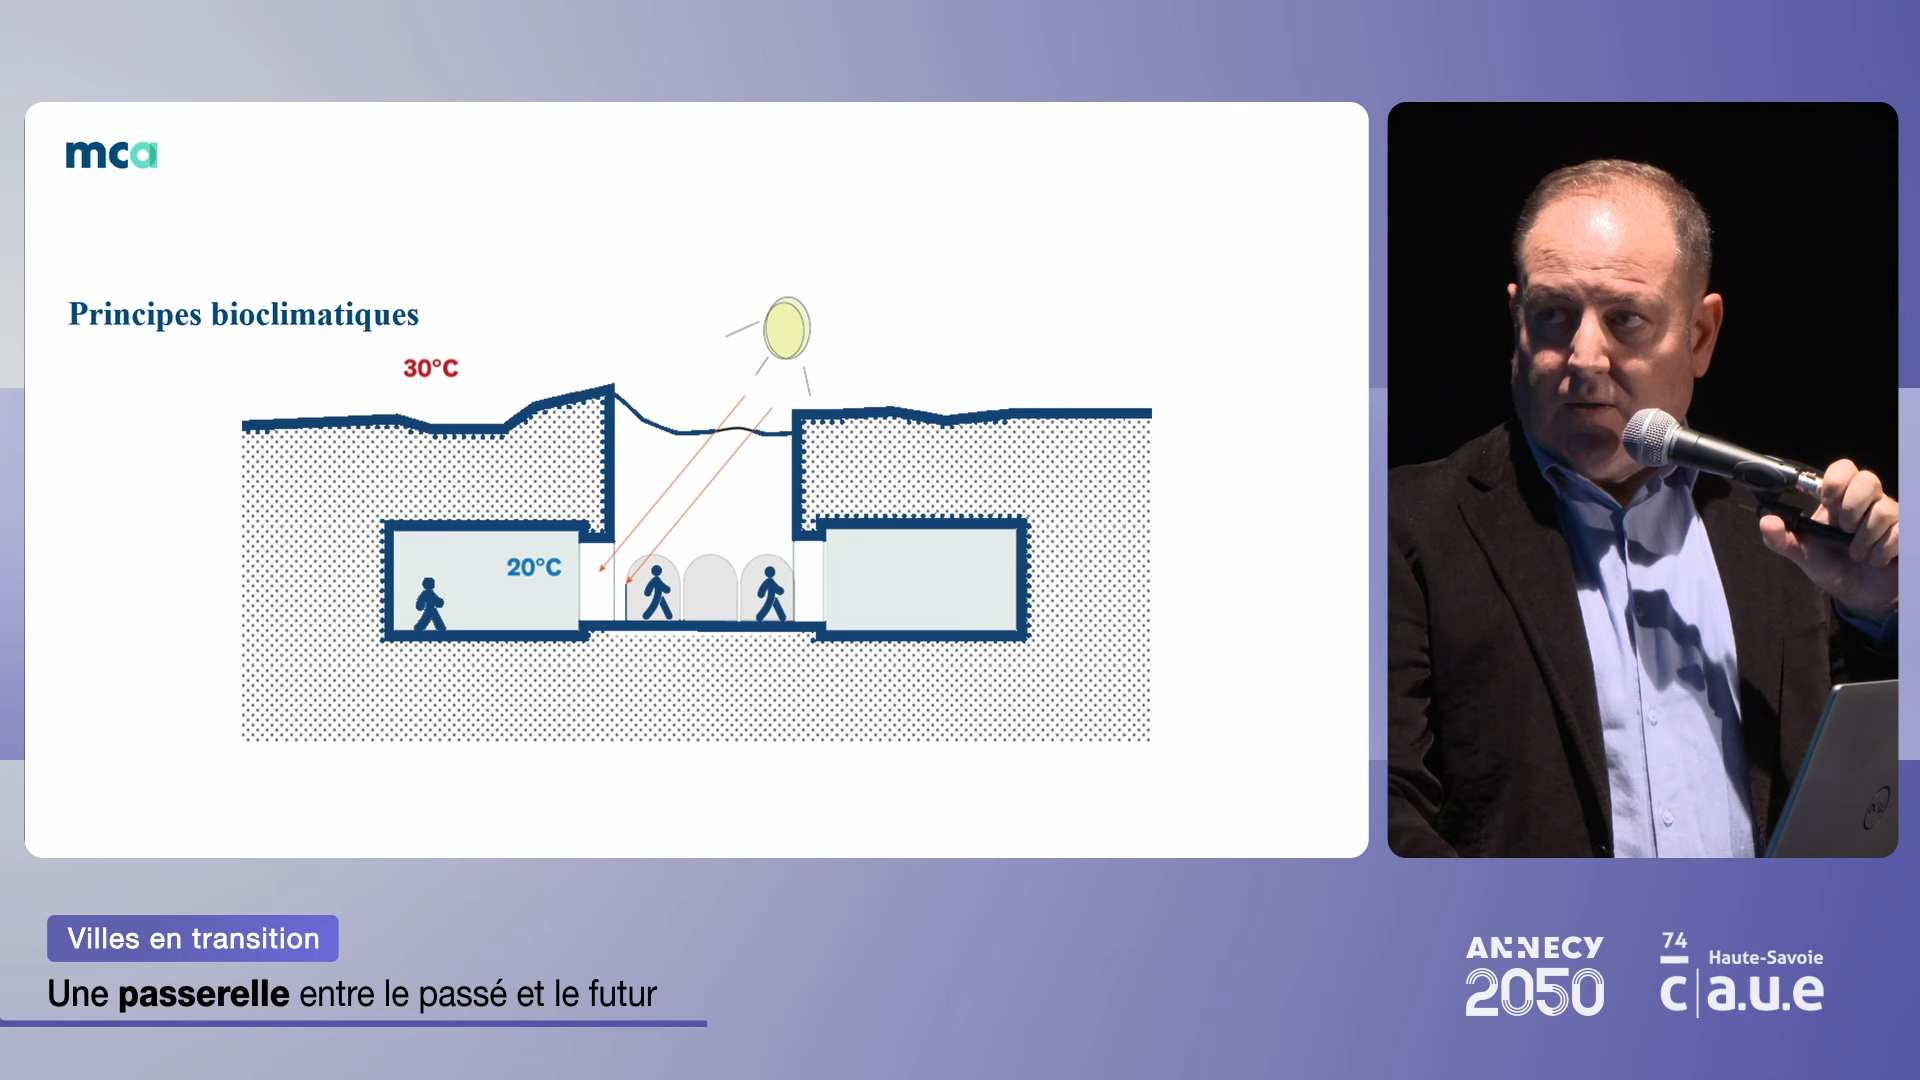 mca
Principes bioclimatiques
30°C
20°C
Villes en transition
Une passerelle entre le passé et le futur
ANNECY
2050
74
Haute-Savoie
c|a.u.e